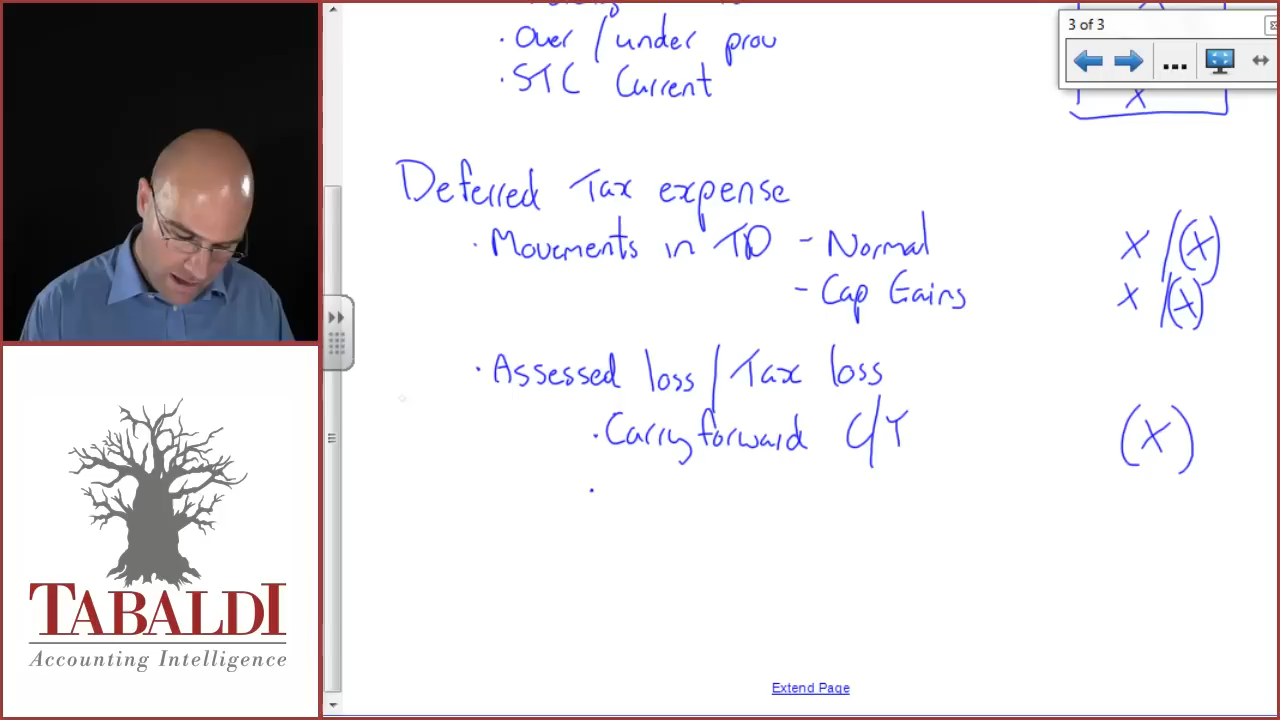 3 of 3
· Over / under prov
· STC Current
X
Deferred Tax expense
· Movements in TD - Normal X / (X)
- Cap Gains X / (X)
· Assessed loss / Tax loss
· Carryforward C/Y (X)
·
TABALDI
Accounting Intelligence
Extend Page